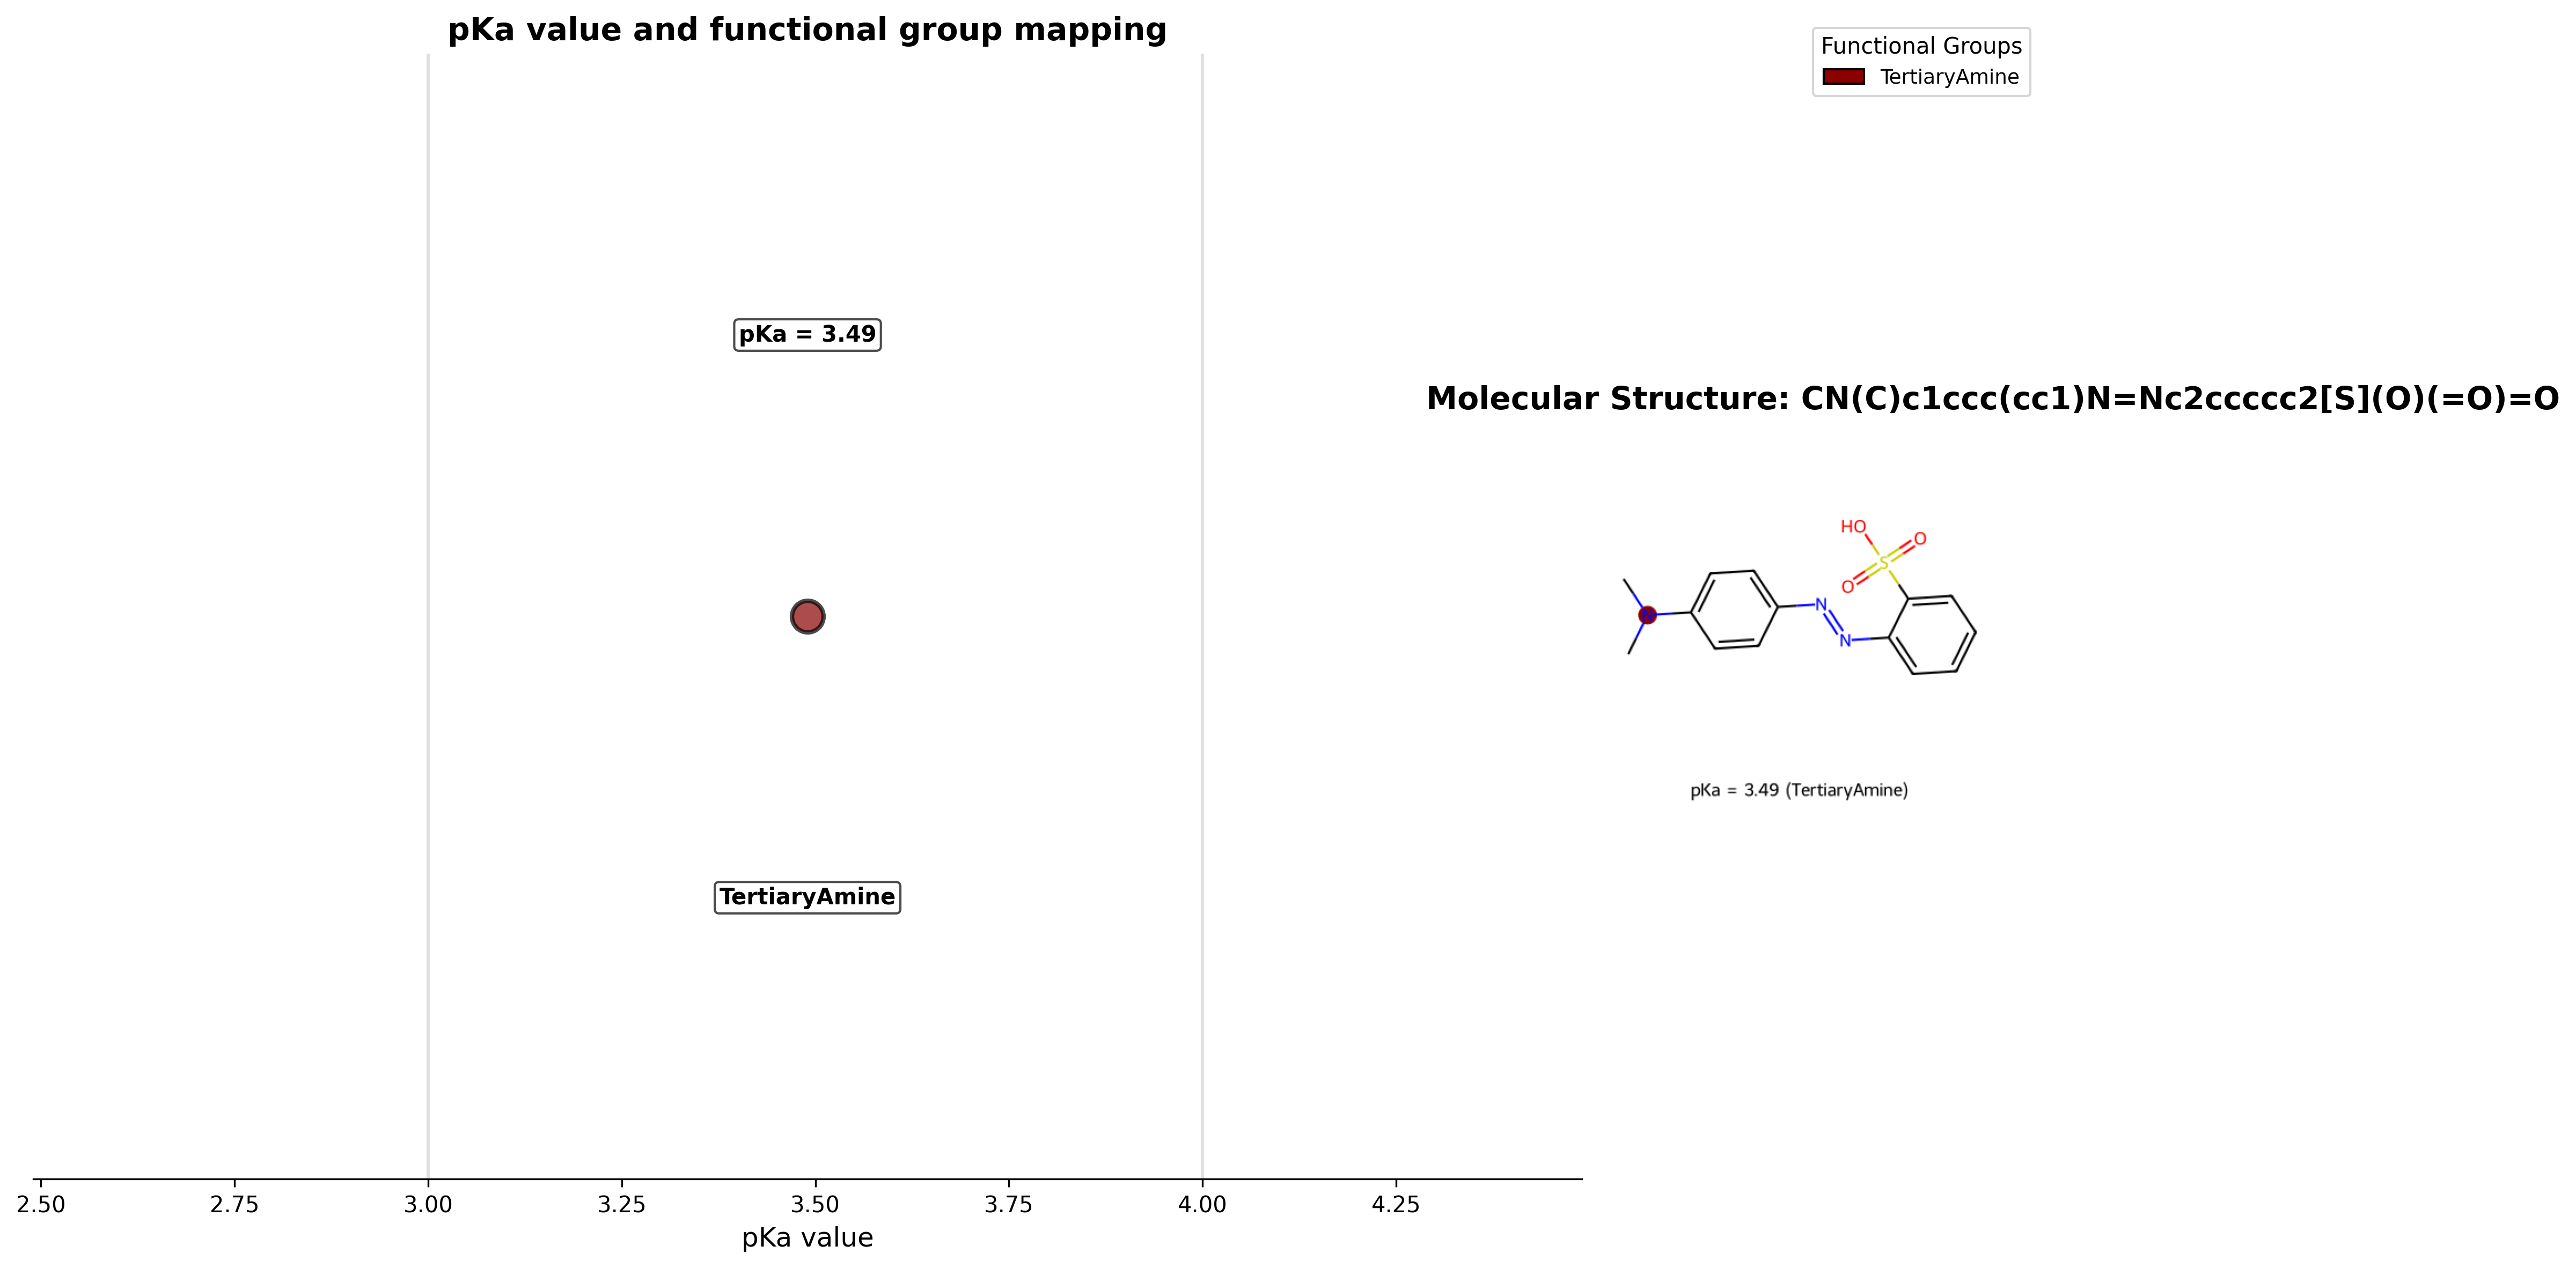 pKa value and functional group mapping
pKa = 3.49
TertiaryAmine
2.50 2.75 3.00 3.25 3.50 3.75 4.00 4.25
pKa value
Functional Groups
TertiaryAmine
Molecular Structure: CN(C)c1ccc(cc1)N=Nc2ccccc2[S](O)(=O)=O
HO
O
S
O
N
N
N
pKa = 3.49 (TertiaryAmine)